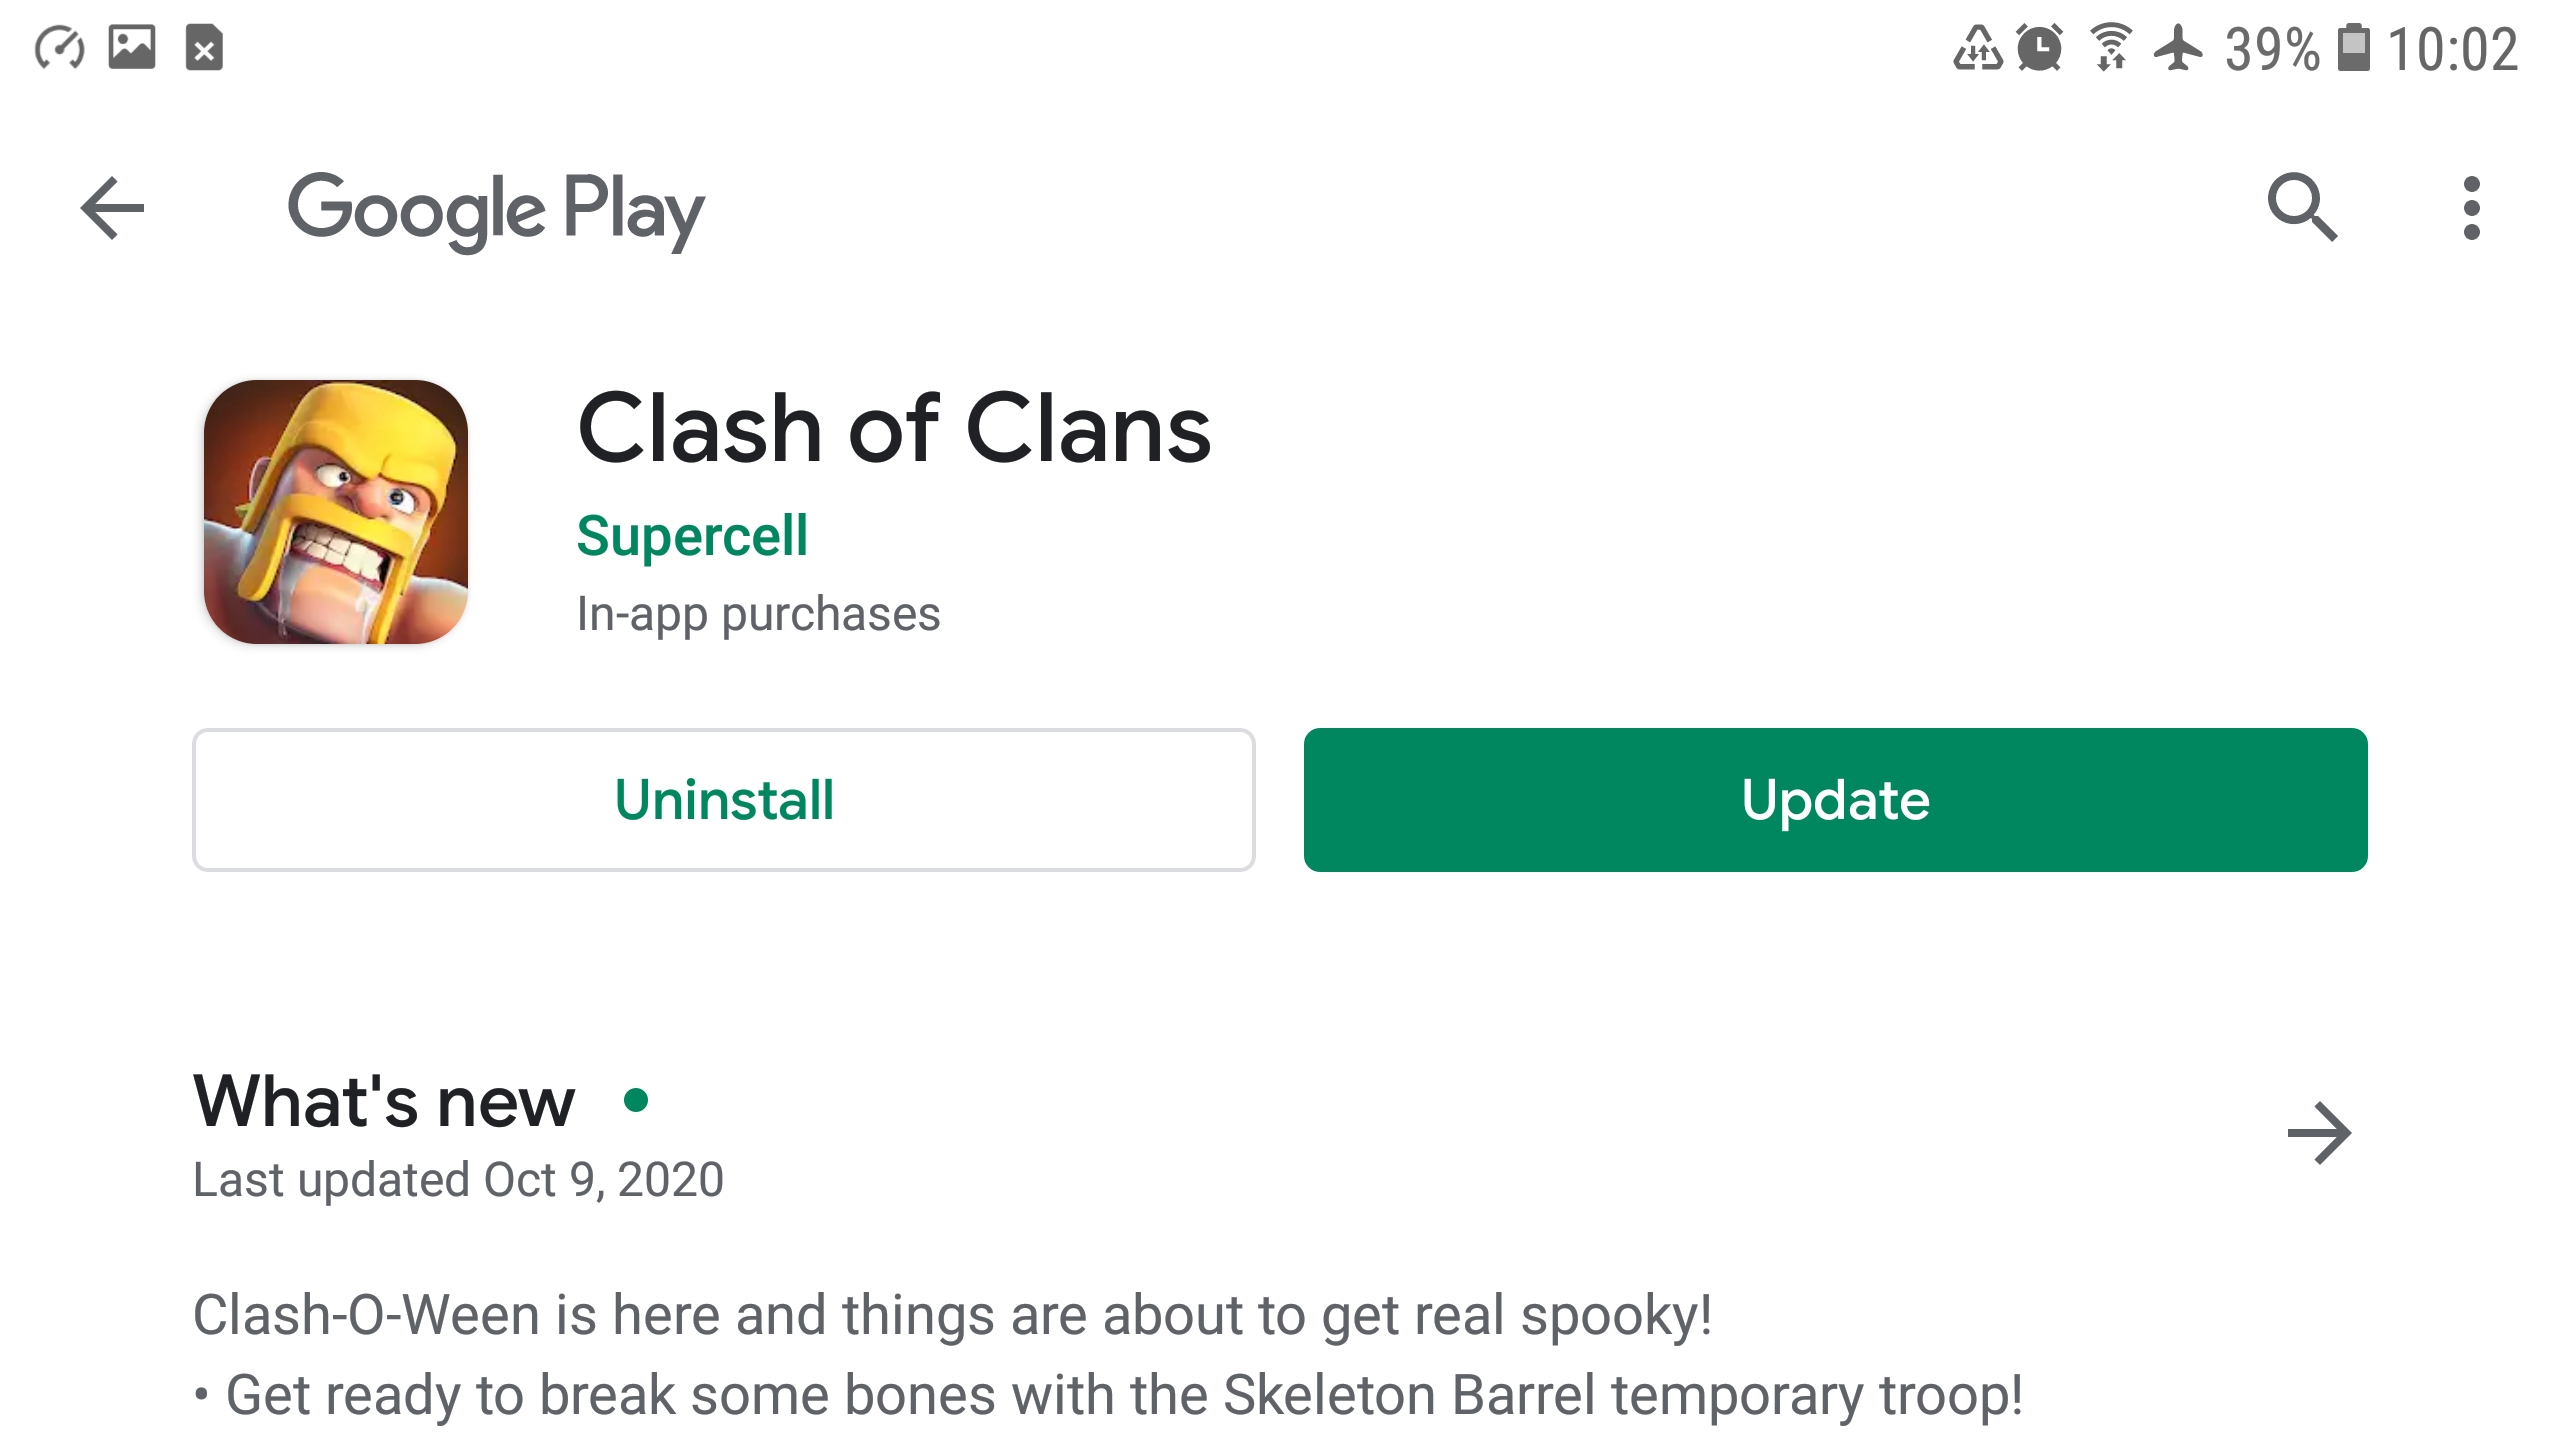 39% 10:02
Google Play
Clash of Clans
Supercell
In-app purchases
Uninstall
Update
What's new
Last updated Oct 9, 2020
Clash-O-Ween is here and things are about to get real spooky!
• Get ready to break some bones with the Skeleton Barrel temporary troop!